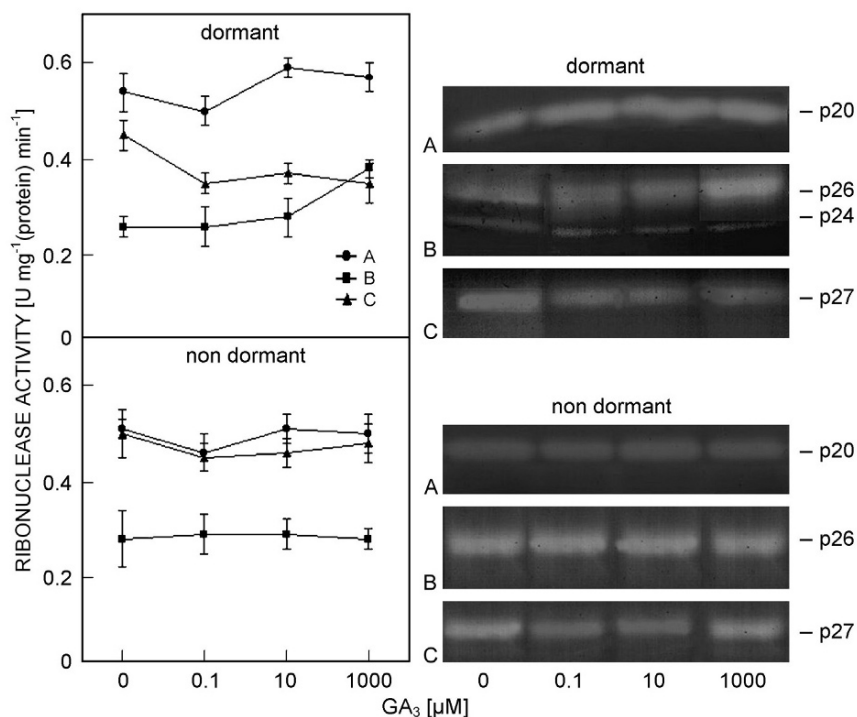 RIBONUCLEASE ACTIVITY [U mg⁻¹(protein) min⁻¹]
dormant
0.6
0.4
0.2
0
A
B
C
non dormant
0.6
0.4
0.2
0
0 0.1 10 1000
GA₃ [µM]
dormant
A – p20
B – p26
– p24
C – p27
non dormant
A – p20
B – p26
C – p27
0 0.1 10 1000